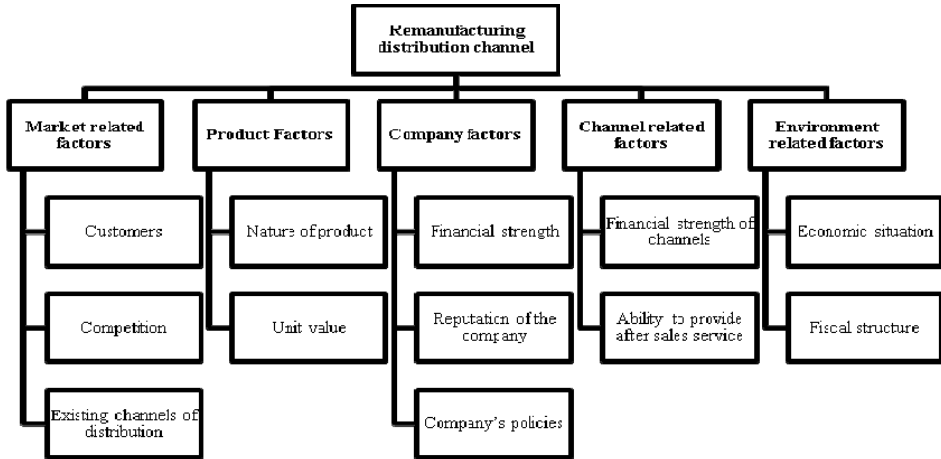 Remanufacturing
distribution channel
Market related
factors
Product Factors
Company factors
Channel related
factors
Environment
related factors
Customers
Nature of product
Financial strength
Financial strength of
channels
Economic situation
Competition
Unit value
Reputation of the
company
Ability to provide
after sales service
Fiscal structure
Existing channels of
distribution
Company's policies